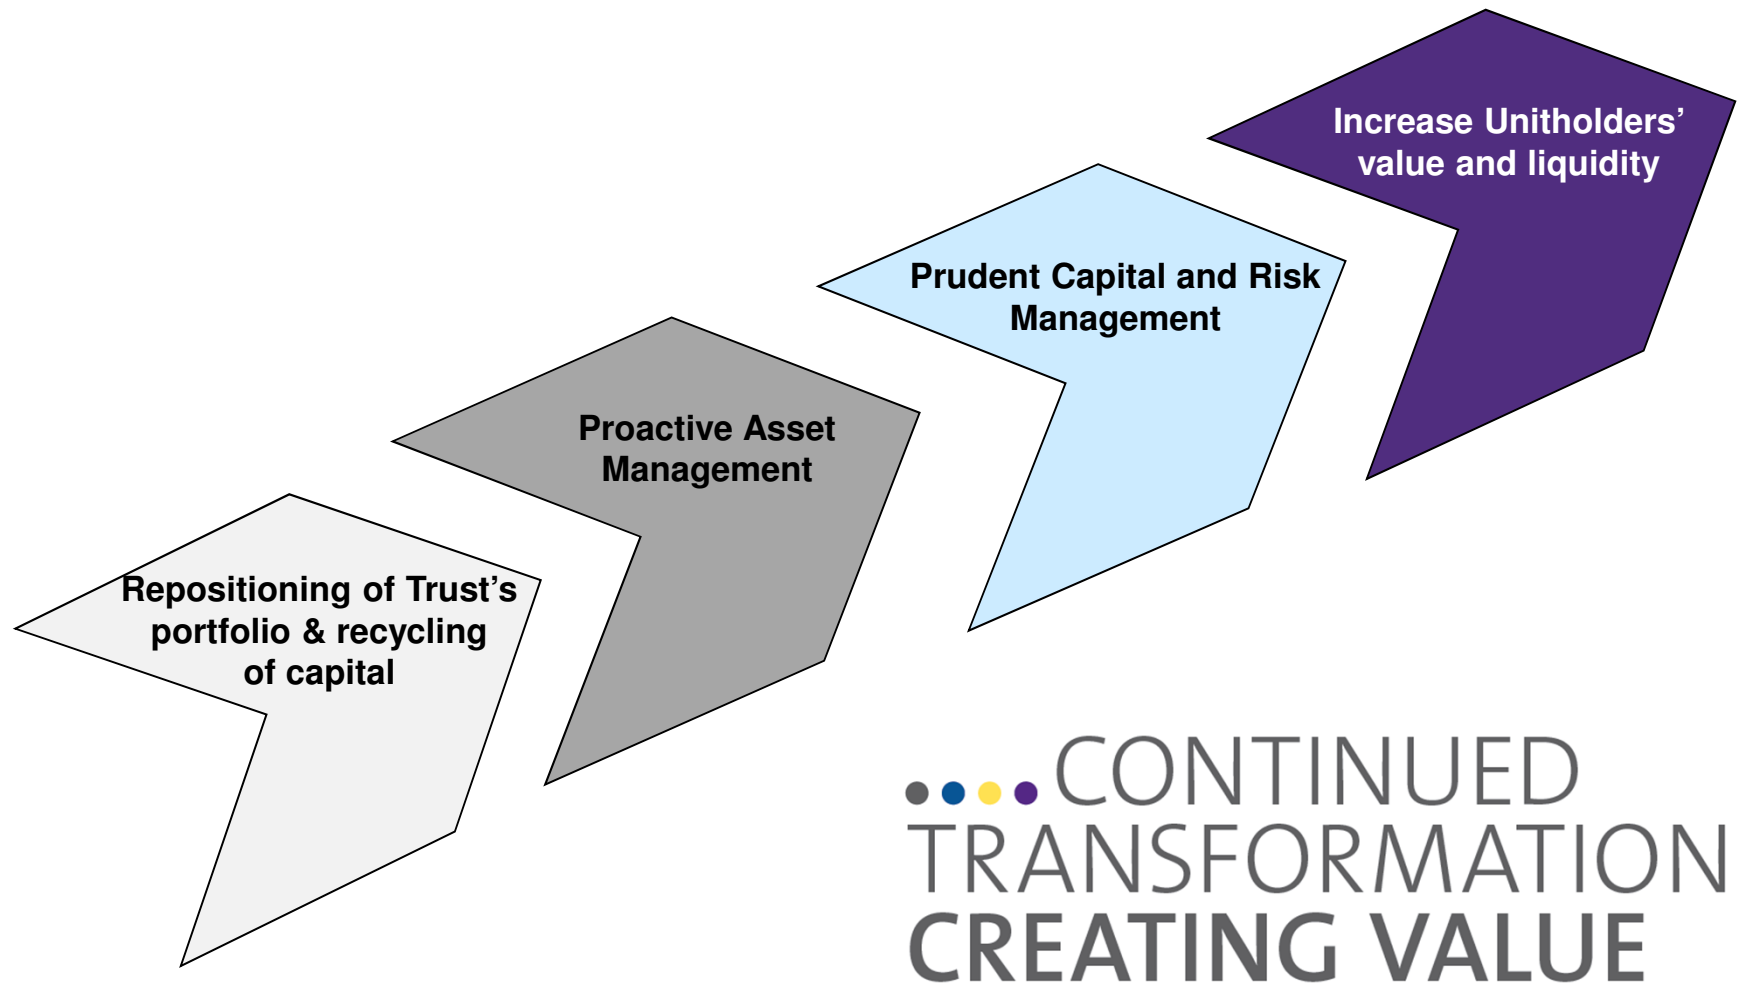 Increase Unitholders’
value and liquidity
Prudent Capital and Risk
Management
Proactive Asset
Management
Repositioning of Trust’s
portfolio & recycling
of capital
CONTINUED
TRANSFORMATION
CREATING VALUE